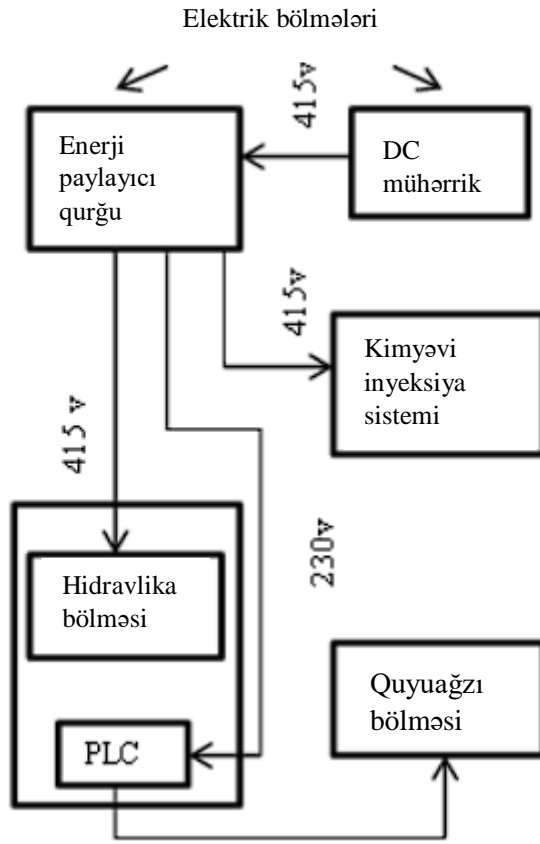 Elektrik bölmələri
415v
Enerji
paylayıcı
qurğu
DC
mühərrik
415v
Kimyəvi
inyeksiya
sistemi
415 v
230v
Hidravlika
bölməsi
Quyuağzı
bölməsi
PLC